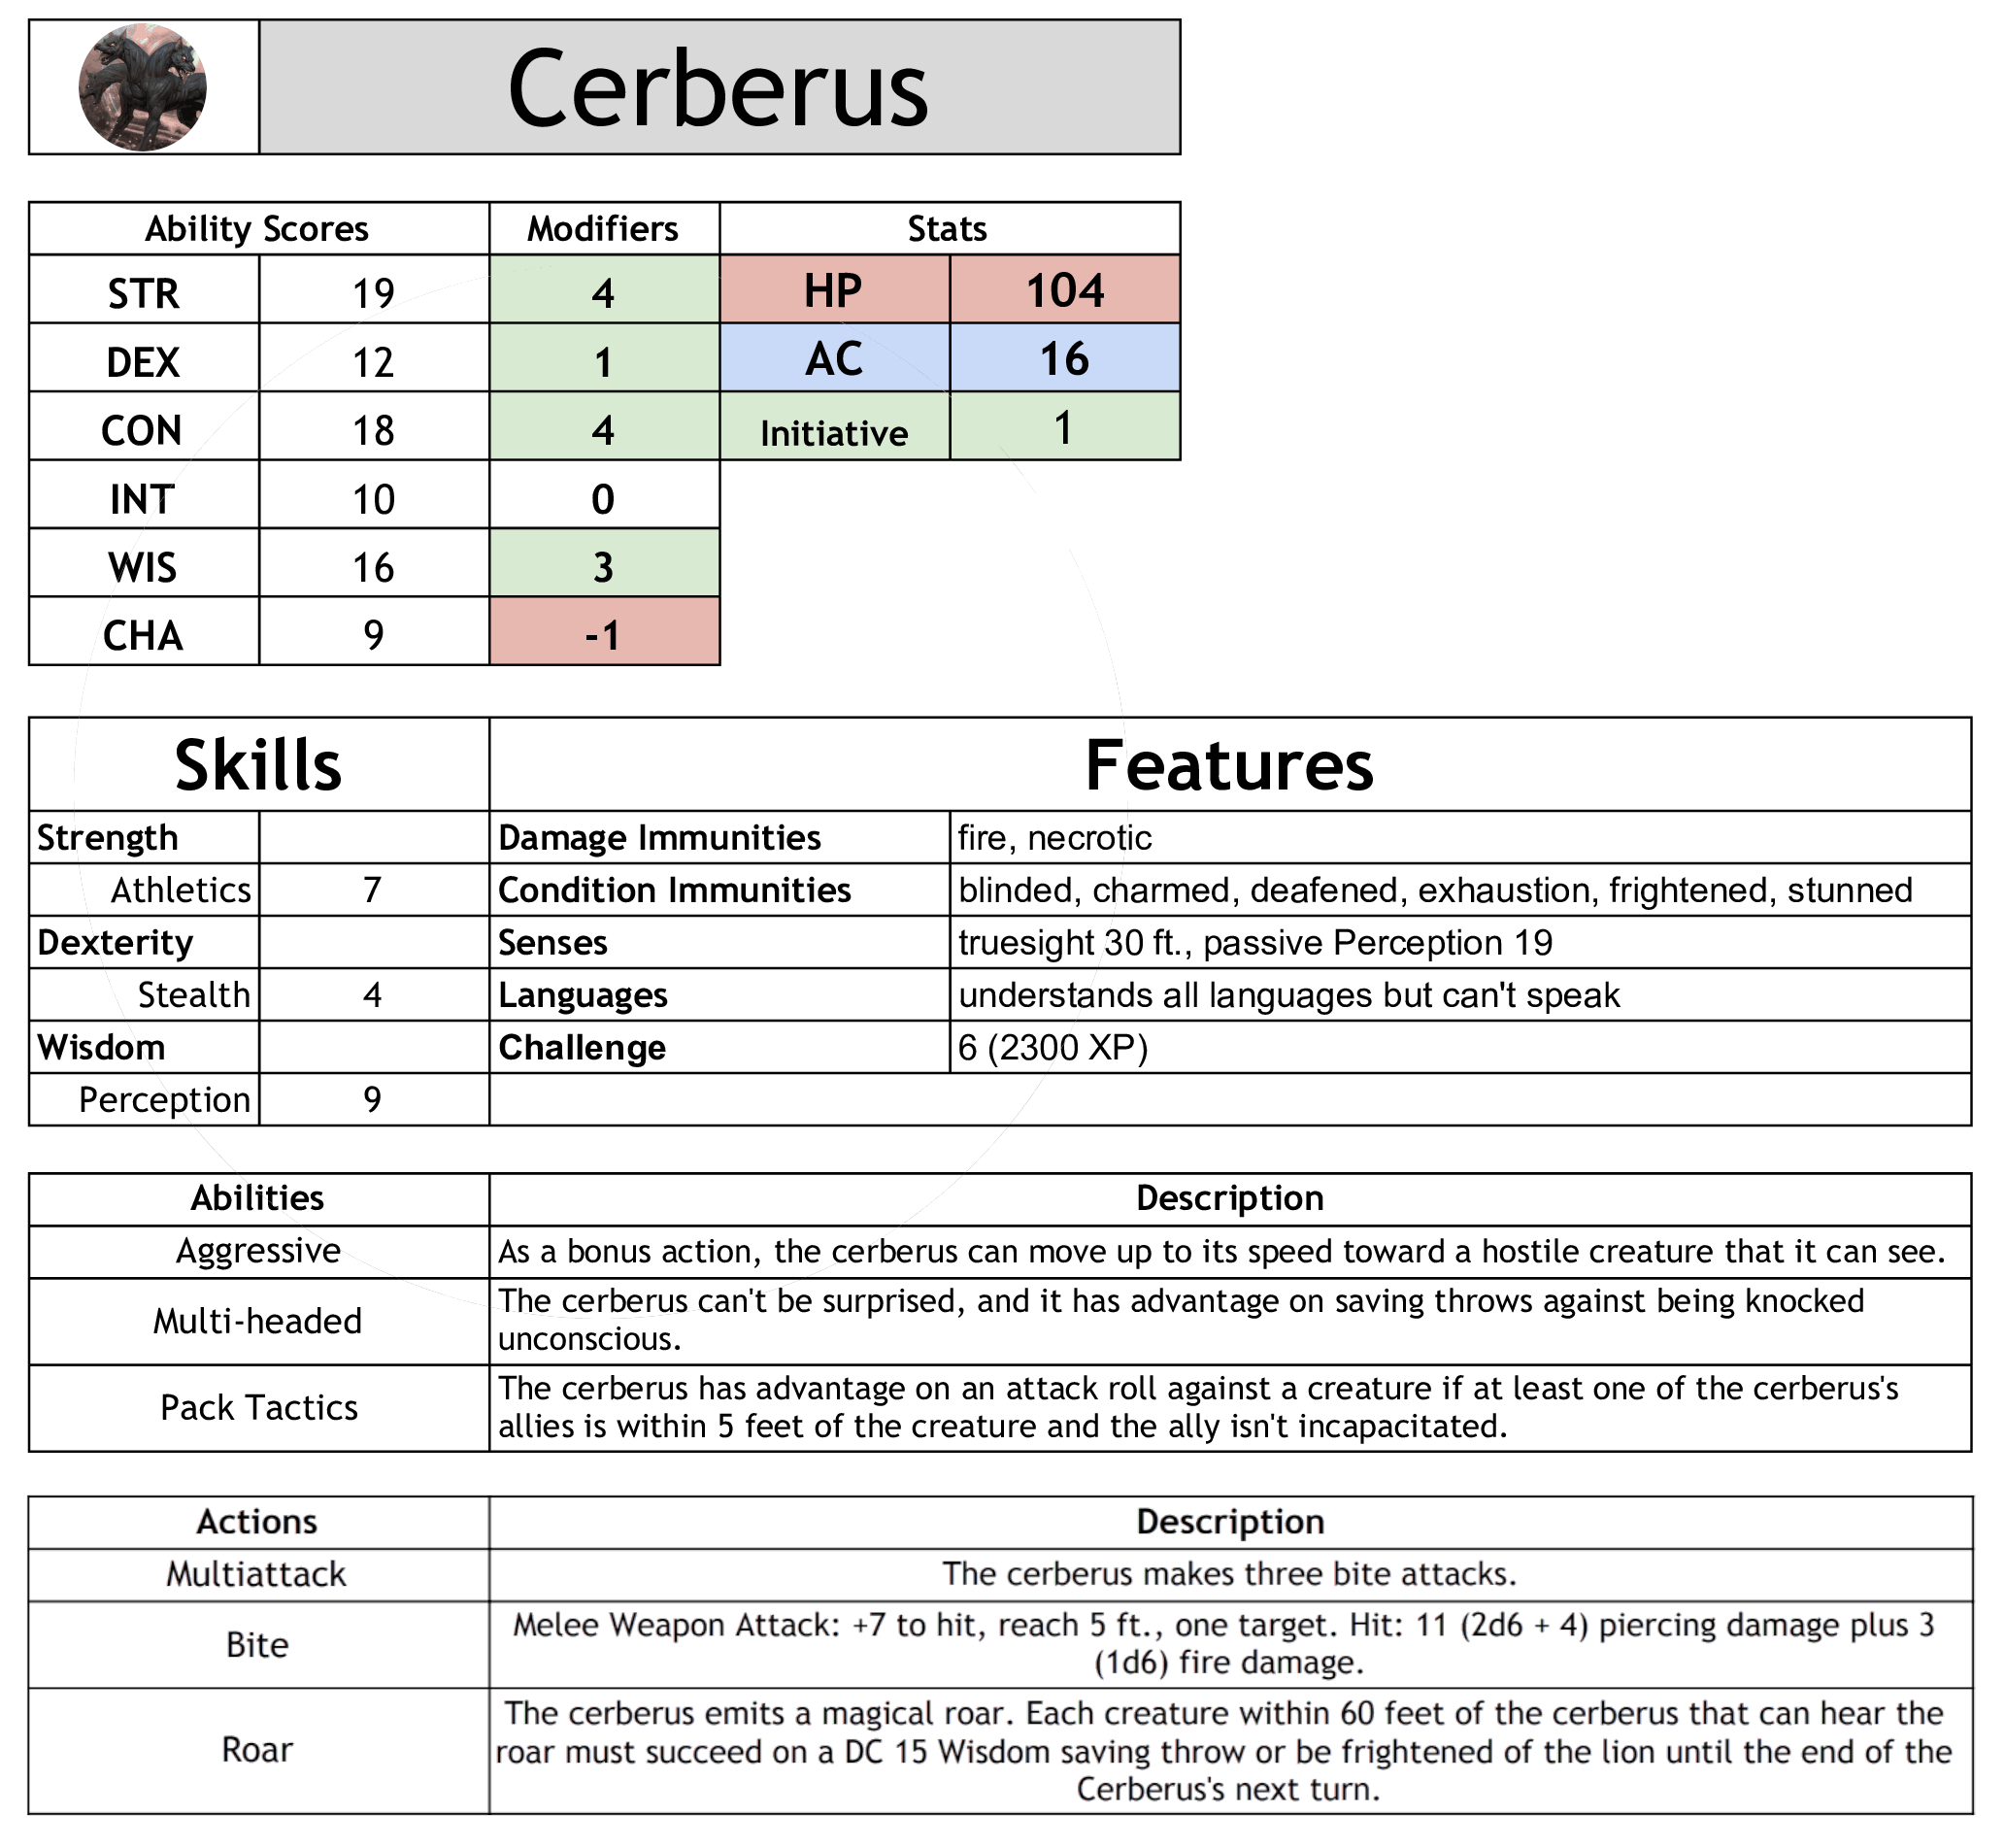 Cerberus
Ability Scores Modifiers Stats
STR 19 4 HP 104
DEX 12 1 AC 16
CON 18 4 Initiative 1
INT 10 0
WIS 16 3
CHA 9 -1
Skills Features
Strength Damage Immunities fire, necrotic
Athletics 7 Condition Immunities blinded, charmed, deafened, exhaustion, frightened, stunned
Dexterity Senses truesight 30 ft., passive Perception 19
Stealth 4 Languages understands all languages but can't speak
Wisdom Challenge 6 (2300 XP)
Perception 9
Abilities Description
Aggressive As a bonus action, the cerberus can move up to its speed toward a hostile creature that it can see.
Multi-headed The cerberus can't be surprised, and it has advantage on saving throws against being knocked
unconscious.
Pack Tactics The cerberus has advantage on an attack roll against a creature if at least one of the cerberus's
allies is within 5 feet of the creature and the ally isn't incapacitated.
Actions Description
Multiattack The cerberus makes three bite attacks.
Bite Melee Weapon Attack: +7 to hit, reach 5 ft., one target. Hit: 11 (2d6 + 4) piercing damage plus 3
(1d6) fire damage.
Roar The cerberus emits a magical roar. Each creature within 60 feet of the cerberus that can hear the
roar must succeed on a DC 15 Wisdom saving throw or be frightened of the lion until the end of the
Cerberus's next turn.